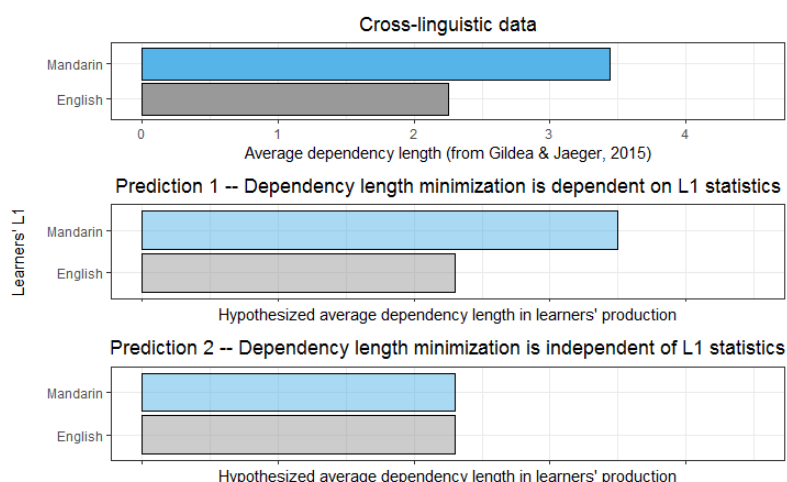 Cross-linguistic data
Mandarin
English
0 1 2 3 4
Average dependency length (from Gildea & Jaeger, 2015)
Learners' L1
Prediction 1 -- Dependency length minimization is dependent on L1 statistics
Mandarin
English
Hypothesized average dependency length in learners' production
Prediction 2 -- Dependency length minimization is independent of L1 statistics
Mandarin
English
Hypothesized average dependency length in learners' production